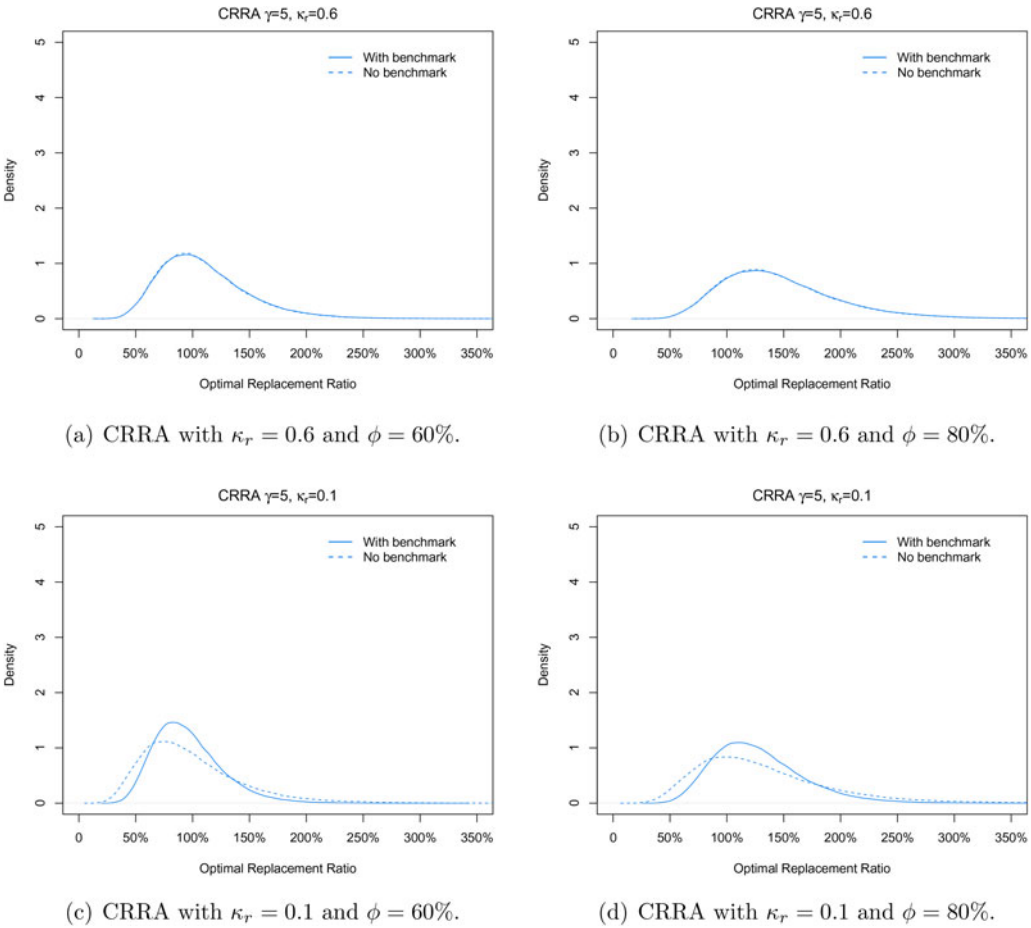 CRRA γ=5, κr=0.6
With benchmark
No benchmark
Density
5
4
3
2
1
0
0 50% 100% 150% 200% 250% 300% 350%
Optimal Replacement Ratio
(a) CRRA with κr = 0.6 and ϕ = 60%.
CRRA γ=5, κr=0.6
With benchmark
No benchmark
Density
5
4
3
2
1
0
0 50% 100% 150% 200% 250% 300% 350%
Optimal Replacement Ratio
(b) CRRA with κr = 0.6 and ϕ = 80%.
CRRA γ=5, κr=0.1
With benchmark
No benchmark
Density
5
4
3
2
1
0
0 50% 100% 150% 200% 250% 300% 350%
Optimal Replacement Ratio
(c) CRRA with κr = 0.1 and ϕ = 60%.
CRRA γ=5, κr=0.1
With benchmark
No benchmark
Density
5
4
3
2
1
0
0 50% 100% 150% 200% 250% 300% 350%
Optimal Replacement Ratio
(d) CRRA with κr = 0.1 and ϕ = 80%.